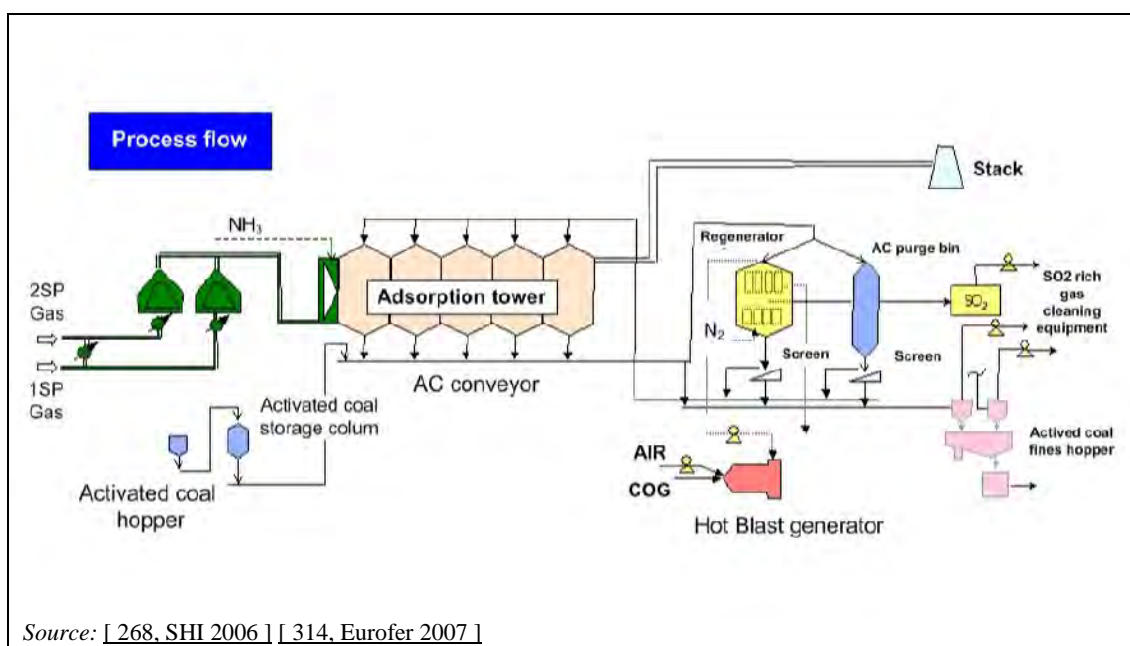 Process flow
Stack
NH3
Regenerator
AC purge bin
2SP
Gas
Adsorption tower
SO2
SO2 rich
gas
cleaning
equipment
N2
1SP
Gas
AC conveyor
Screen
Screen
Activated coal
storage colum
Actived coal
fines hopper
AIR
COG
Activated coal
hopper
Hot Blast generator
Source: [ 268, SHI 2006 ] [ 314, Eurofer 2007 ]